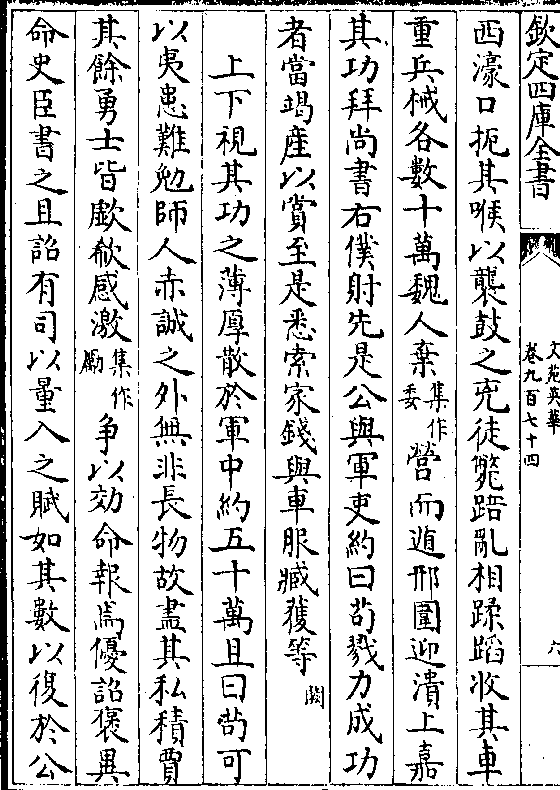 欽定四庫全書
文苑英華
卷九百七十四
六
西濠口扼其喉以襲鼓之兇徒斃踣亂相蹂蹈收其車
重兵械各數十萬魏人棄集作委營而遁邢圍迎潰上嘉
其功拜尚書右僕射先是公與軍吏約曰茍戮力成功
者當竭産以賞至是悉索家錢與車服臧獲等闕
上下視其功之薄厚散於軍中約五十萬且曰茍可
以夷患難勉師人赤誠之外無非長物故盡其私積賈
其餘勇士皆歔欷感激集作勵争以効命報焉優詔褒異
命史臣書之且詔有司以量入之賦如其數以復於公